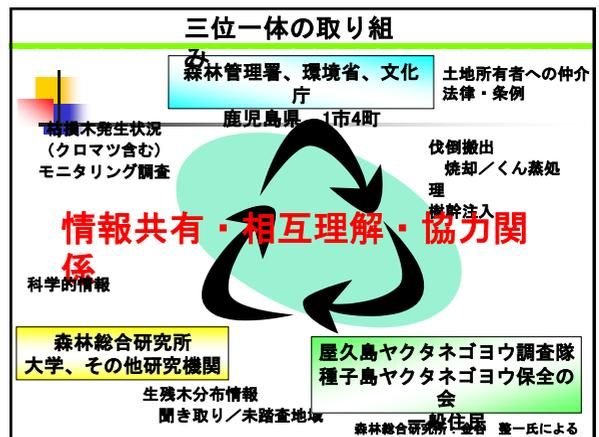 三位一体の取り組
み
森林管理署、環境省、文化
庁
鹿児島県　1市4町
土地所有者への仲介
法律・条例
枯損木発生状況
（クロマツ含む）
モニタリング調査
伐倒搬出
焼却／くん蒸処
理
樹幹注入
情報共有・相互理解・協力関
係
科学的情報
森林総合研究所
大学、その他研究機関
屋久島ヤクタネゴヨウ調査隊
種子島ヤクタネゴヨウ保全の
会
一般住民
生残木分布情報
聞き取り／未踏査地域
森林総合研究所：金谷　整一氏による